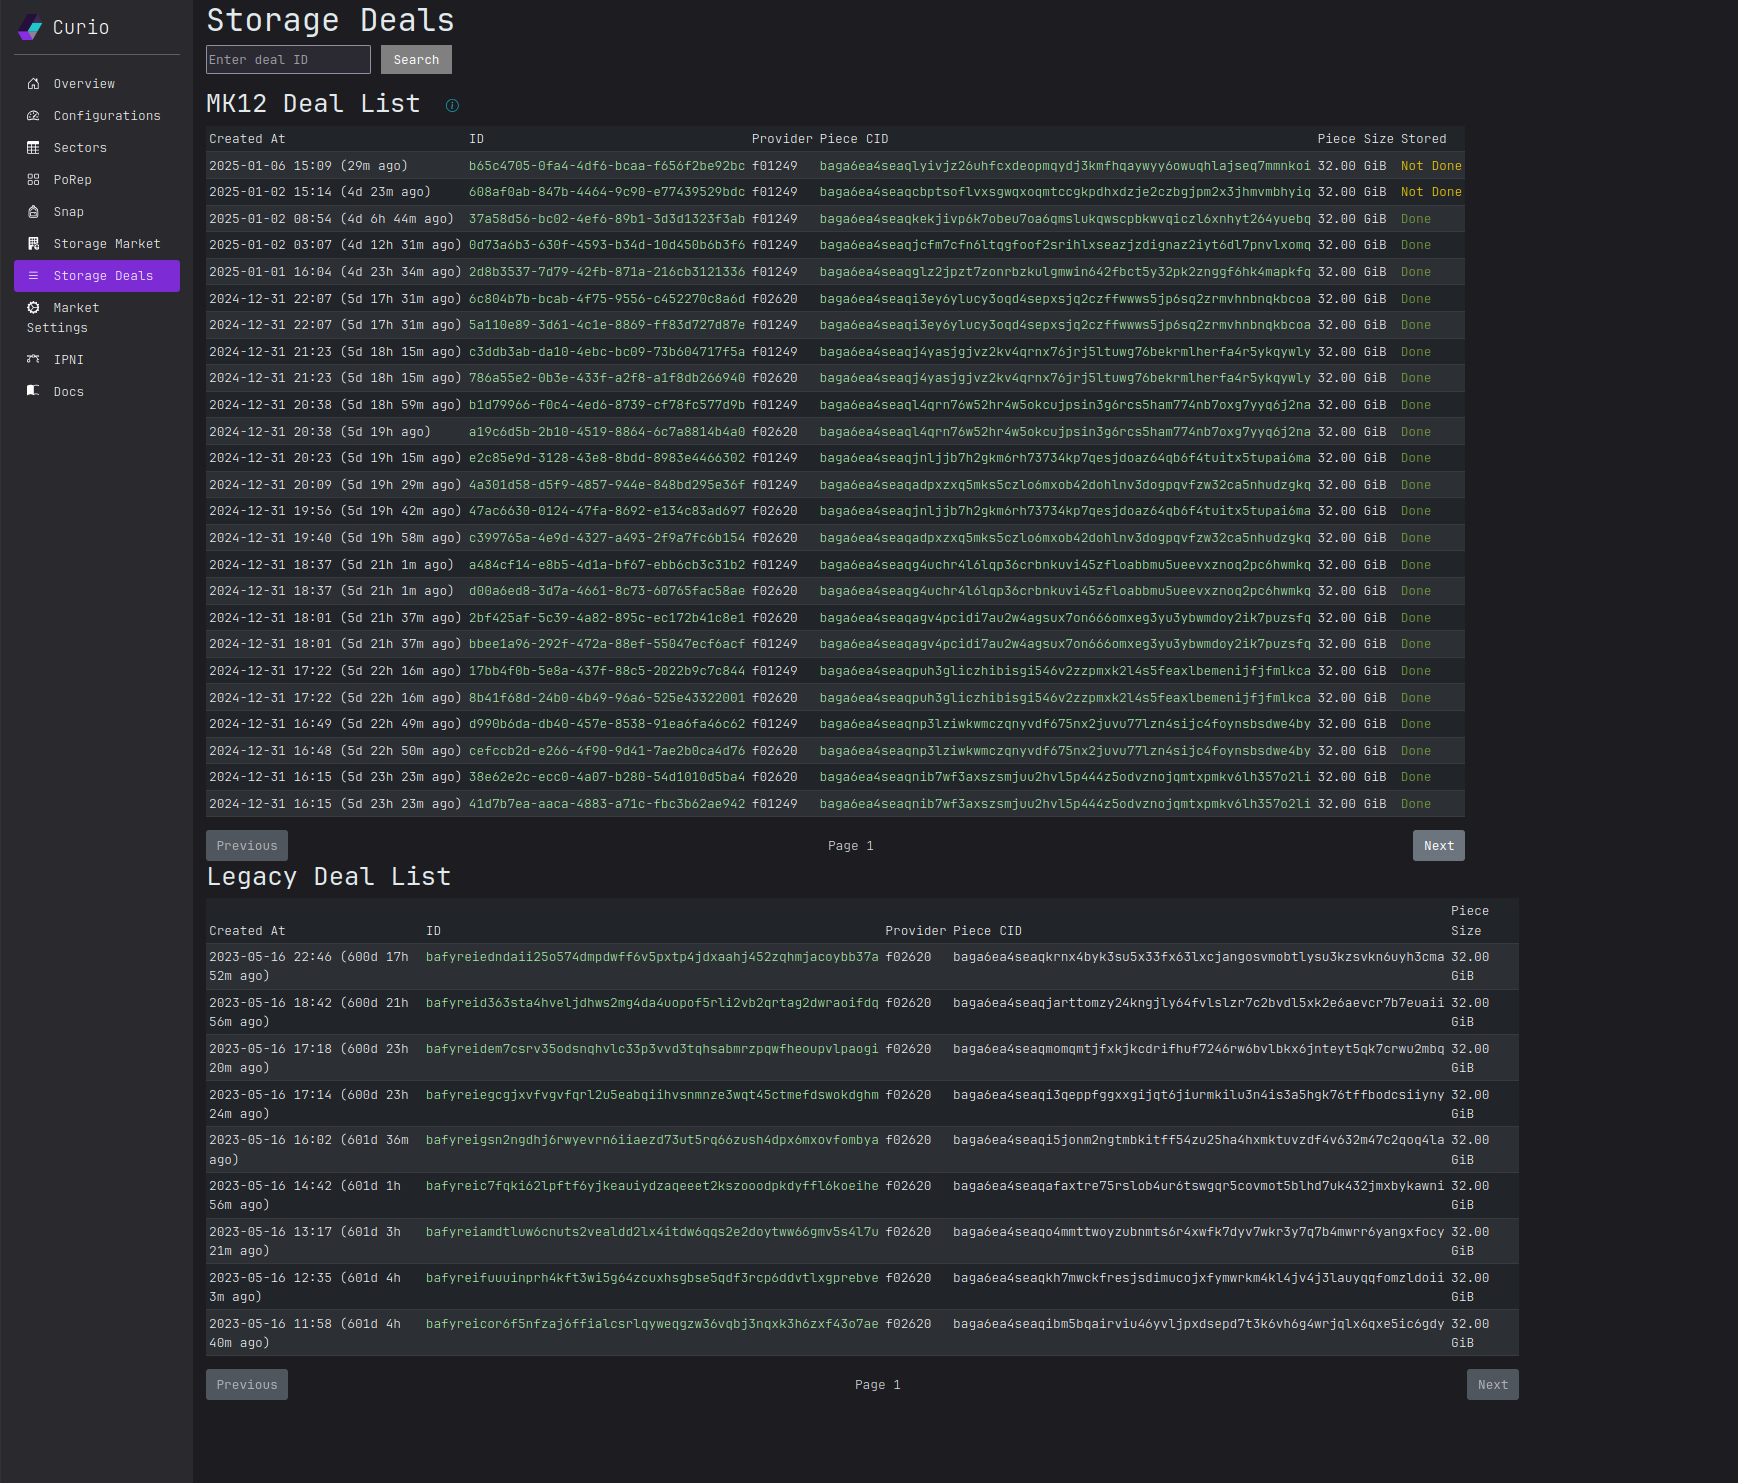 Curio
Overview
Configurations
Sectors
PoRep
Snap
Storage Market
Storage Deals
Market
Settings
IPNI
Docs
Storage Deals
Enter deal ID Search
MK12 Deal List
Created At ID Provider Piece CID Piece Size Stored
2025-01-06 15:09 (29m ago) b65c4705-0fa4-4df6-bcaa-f656f2be92bc f01249 baga6ea4seaqlyivjz26uhfcxdeopmqydj3kmfhqaywyy6owuqhlajseq7mmnkoi 32.00 GiB Not Done
2025-01-02 15:14 (4d 23m ago) 608af0ab-847b-4464-9c90-e77439529bdc f01249 baga6ea4seaqcbptsoflvxsgwqxoqmtccgkpdhxdzje2czbgjpm2x3jhmvmbhyiq 32.00 GiB Not Done
2025-01-02 08:54 (4d 6h 44m ago) 37a58d56-bc02-4ef6-89b1-3d3d1323f3ab f01249 baga6ea4seaqkekjivp6k7obeu7oa6qmslukqwscpbkwvqiczl6xnhyt264yuebq 32.00 GiB Done
2025-01-02 03:07 (4d 12h 31m ago) 0d73a6b3-630f-4593-b34d-10d450b6b3f6 f01249 baga6ea4seaqjcfm7cfn6ltqgfoof2srihlxseazjzdignaz2iyt6dl7pnvlxomq 32.00 GiB Done
2025-01-01 16:04 (4d 23h 34m ago) 2d8b3537-7d79-42fb-871a-216cb3121336 f01249 baga6ea4seaqglz2jpzt7zonrbzkulgmwin642fbct5y32pk2znggf6hk4mapkfq 32.00 GiB Done
2024-12-31 22:07 (5d 17h 31m ago) 6c804b7b-bcab-4f75-9556-c452270c8a6d f02620 baga6ea4seaqi3ey6ylucy3oqd4sepxsjq2czffwwws5jp6sq2zrmvhnbnqkbcoa 32.00 GiB Done
2024-12-31 22:07 (5d 17h 31m ago) 5a110e89-3d61-4c1e-8869-ff83d727d87e f01249 baga6ea4seaqi3ey6ylucy3oqd4sepxsjq2czffwwws5jp6sq2zrmvhnbnqkbcoa 32.00 GiB Done
2024-12-31 21:23 (5d 18h 15m ago) c3ddb3ab-da10-4ebc-bc09-73b604717f5a f01249 baga6ea4seaqj4yasjgjvz2kv4qrnx76jrj5ltuwg76bekrmlherfa4r5ykqywly 32.00 GiB Done
2024-12-31 21:23 (5d 18h 15m ago) 786a55e2-0b3e-433f-a2f8-a1f8db266940 f02620 baga6ea4seaqj4yasjgjvz2kv4qrnx76jrj5ltuwg76bekrmlherfa4r5ykqywly 32.00 GiB Done
2024-12-31 20:38 (5d 18h 59m ago) b1d79966-f0c4-4ed6-8739-cf78fc577d9b f01249 baga6ea4seaql4qrn76w52hr4w5okcujpsin3g6rcs5ham774nb7oxg7yyq6j2na 32.00 GiB Done
2024-12-31 20:38 (5d 19h ago) a19c6d5b-2b10-4519-8864-6c7a8814b4a0 f02620 baga6ea4seaql4qrn76w52hr4w5okcujpsin3g6rcs5ham774nb7oxg7yyq6j2na 32.00 GiB Done
2024-12-31 20:23 (5d 19h 15m ago) e2c85e9d-3128-43e8-8bdd-8983e4466302 f01249 baga6ea4seaqjnljjb7h2gkm6rh73734kp7qesjdoaz64qb6f4tuitx5tupai6ma 32.00 GiB Done
2024-12-31 20:09 (5d 19h 29m ago) 4a301d58-d5f9-4857-944e-848bd295e36f f01249 baga6ea4seaqadpxzxq5mks5czlo6mxob42dohlnv3dogpqvfzw32ca5nhudzgkq 32.00 GiB Done
2024-12-31 19:56 (5d 19h 42m ago) 47ac6630-0124-47fa-8692-e134c83ad697 f02620 baga6ea4seaqjnljjb7h2gkm6rh73734kp7qesjdoaz64qb6f4tuitx5tupai6ma 32.00 GiB Done
2024-12-31 19:40 (5d 19h 58m ago) c399765a-4e9d-4327-a493-2f9a7fc6b154 f02620 baga6ea4seaqadpxzxq5mks5czlo6mxob42dohlnv3dogpqvfzw32ca5nhudzgkq 32.00 GiB Done
2024-12-31 18:37 (5d 21h 1m ago) a484cf14-e8b5-4d1a-bf67-ebb6cb3c31b2 f01249 baga6ea4seaqg4uchr4l6lqp36crbnkuvi45zfloabbmu5ueevxznoq2pc6hwmkq 32.00 GiB Done
2024-12-31 18:37 (5d 21h 1m ago) d00a6ed8-3d7a-4661-8c73-60765fac58ae f02620 baga6ea4seaqg4uchr4l6lqp36crbnkuvi45zfloabbmu5ueevxznoq2pc6hwmkq 32.00 GiB Done
2024-12-31 18:01 (5d 21h 37m ago) 2bf425af-5c39-4a82-895c-ec172b41c8e1 f02620 baga6ea4seaqagv4pcidi7au2w4agsux7on666omxeg3yu3ybwmdoy2ik7puzsfq 32.00 GiB Done
2024-12-31 18:01 (5d 21h 37m ago) bbee1a96-292f-472a-88ef-55047ecf6acf f01249 baga6ea4seaqagv4pcidi7au2w4agsux7on666omxeg3yu3ybwmdoy2ik7puzsfq 32.00 GiB Done
2024-12-31 17:22 (5d 22h 16m ago) 17bb4f0b-5e8a-437f-88c5-2022b9c7c844 f01249 baga6ea4seaqpuh3gliczhibisgi546v2zzpmxk2l4s5feaxlbemenijfjfmlkca 32.00 GiB Done
2024-12-31 17:22 (5d 22h 16m ago) 8b41f68d-24b0-4b49-96a6-525e43322001 f02620 baga6ea4seaqpuh3gliczhibisgi546v2zzpmxk2l4s5feaxlbemenijfjfmlkca 32.00 GiB Done
2024-12-31 16:49 (5d 22h 49m ago) d990b6da-db40-457e-8538-91ea6fa46c62 f01249 baga6ea4seaqnp3lziwkwmczqnyvdf675nx2juvu77lzn4sijc4foynsbsdwe4by 32.00 GiB Done
2024-12-31 16:48 (5d 22h 50m ago) cefccb2d-e266-4f90-9d41-7ae2b0ca4d76 f02620 baga6ea4seaqnp3lziwkwmczqnyvdf675nx2juvu77lzn4sijc4foynsbsdwe4by 32.00 GiB Done
2024-12-31 16:15 (5d 23h 23m ago) 38e62e2c-ecc0-4a07-b280-54d1010d5ba4 f02620 baga6ea4seaqnib7wf3axszsmjuu2hvl5p444z5odvznojqmtxpmkv6lh357o2li 32.00 GiB Done
2024-12-31 16:15 (5d 23h 23m ago) 41d7b7ea-aaca-4883-a71c-fbc3b62ae942 f01249 baga6ea4seaqnib7wf3axszsmjuu2hvl5p444z5odvznojqmtxpmkv6lh357o2li 32.00 GiB Done
Previous Page 1 Next
Legacy Deal List
Piece
Created At ID Provider Piece CID Size
2023-05-16 22:46 (600d 17h bafyreiedndaii25o574dmpdwff6v5pxtp4jdxaahj452zqhmjacoybb37a f02620 baga6ea4seaqkrnx4byk3su5x33fx63lxcjangosvmobtlysu3kzsvkn6uyh3cma 32.00
52m ago) GiB
2023-05-16 18:42 (600d 21h bafyreid363sta4hveljdhws2mg4da4uopof5rli2vb2qrtag2dwraoifdq f02620 baga6ea4seaqjarttomzy24kngjly64fvlslzr7c2bvdl5xk2e6aevcr7b7euaii 32.00
56m ago) GiB
2023-05-16 17:18 (600d 23h bafyreidem7csrv35odsnqhvlc33p3vvd3tqhsabmrzpqwfheoupvlpaogi f02620 baga6ea4seaqmomqmtjfxkjkcdrifhuf7246rw6bvlbkx6jnteyt5qk7crwu2mbq 32.00
20m ago) GiB
2023-05-16 17:14 (600d 23h bafyreiegcgjxvfvgvfqrl2u5eabqiihvsnmnze3wqt45ctmefdswokdghm f02620 baga6ea4seaqi3qeppfggxxgijqt6jiurmkilu3n4is3a5hgk76tffbodcsiiyny 32.00
24m ago) GiB
2023-05-16 16:02 (601d 36m bafyreigsn2ngdhj6rwyevrn6iiaezd73ut5rq66zush4dpx6mxovfombya f02620 baga6ea4seaqi5jonm2ngtmbkitff54zu25ha4hxmktuvzdf4v632m47c2qoq4la 32.00
ago) GiB
2023-05-16 14:42 (601d 1h bafyreic7fqki62lpftf6yjkeauiydzaqeeet2kszooodpkdyffl6koeihe f02620 baga6ea4seaqafaxtre75rslob4ur6tswgqr5covmot5blhd7uk432jmxbykawni 32.00
56m ago) GiB
2023-05-16 13:17 (601d 3h bafyreiamdtluw6cnuts2vealdd2lx4itdw6qqs2e2doytww66gmv5s4l7u f02620 baga6ea4seaqo4mmttwoyzubnmts6r4xwfk7dyv7wkr3y7q7b4mwrr6yangxfocy 32.00
21m ago) GiB
2023-05-16 12:35 (601d 4h bafyreifuuuinprh4kft3wi5g64zcuxhsgbse5qdf3rcp6ddvtlxgprebve f02620 baga6ea4seaqkh7mwckfresjsdimucojxfymwrkm4kl4jv4j3lauyqqfomzldoii 32.00
3m ago) GiB
2023-05-16 11:58 (601d 4h bafyreicor6f5nfzaj6ffialcsrlqyweqgzw36vqbj3nqxk3h6zxf43o7ae f02620 baga6ea4seaqibm5bqairviu46yvljpxdsepd7t3k6vh6g4wrjqlx6qxe5ic6gdy 32.00
40m ago) GiB
Previous Page 1 Next